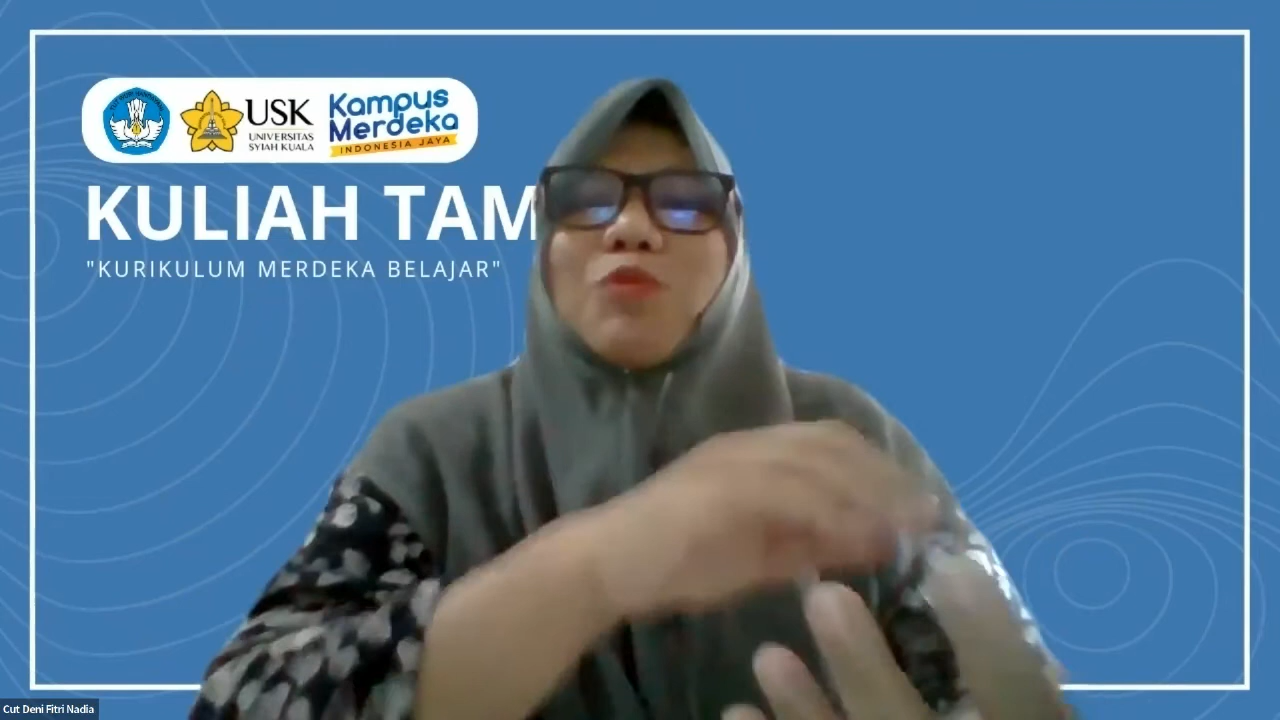 USK
UNIVERSITAS
SYIAH KUALA
Kampus
Merdeka
INDONESIA JAYA
KULIAH TAM
"KURIKULUM MERDEKA BELAJAR"
Cut Deni Fitri Nadia